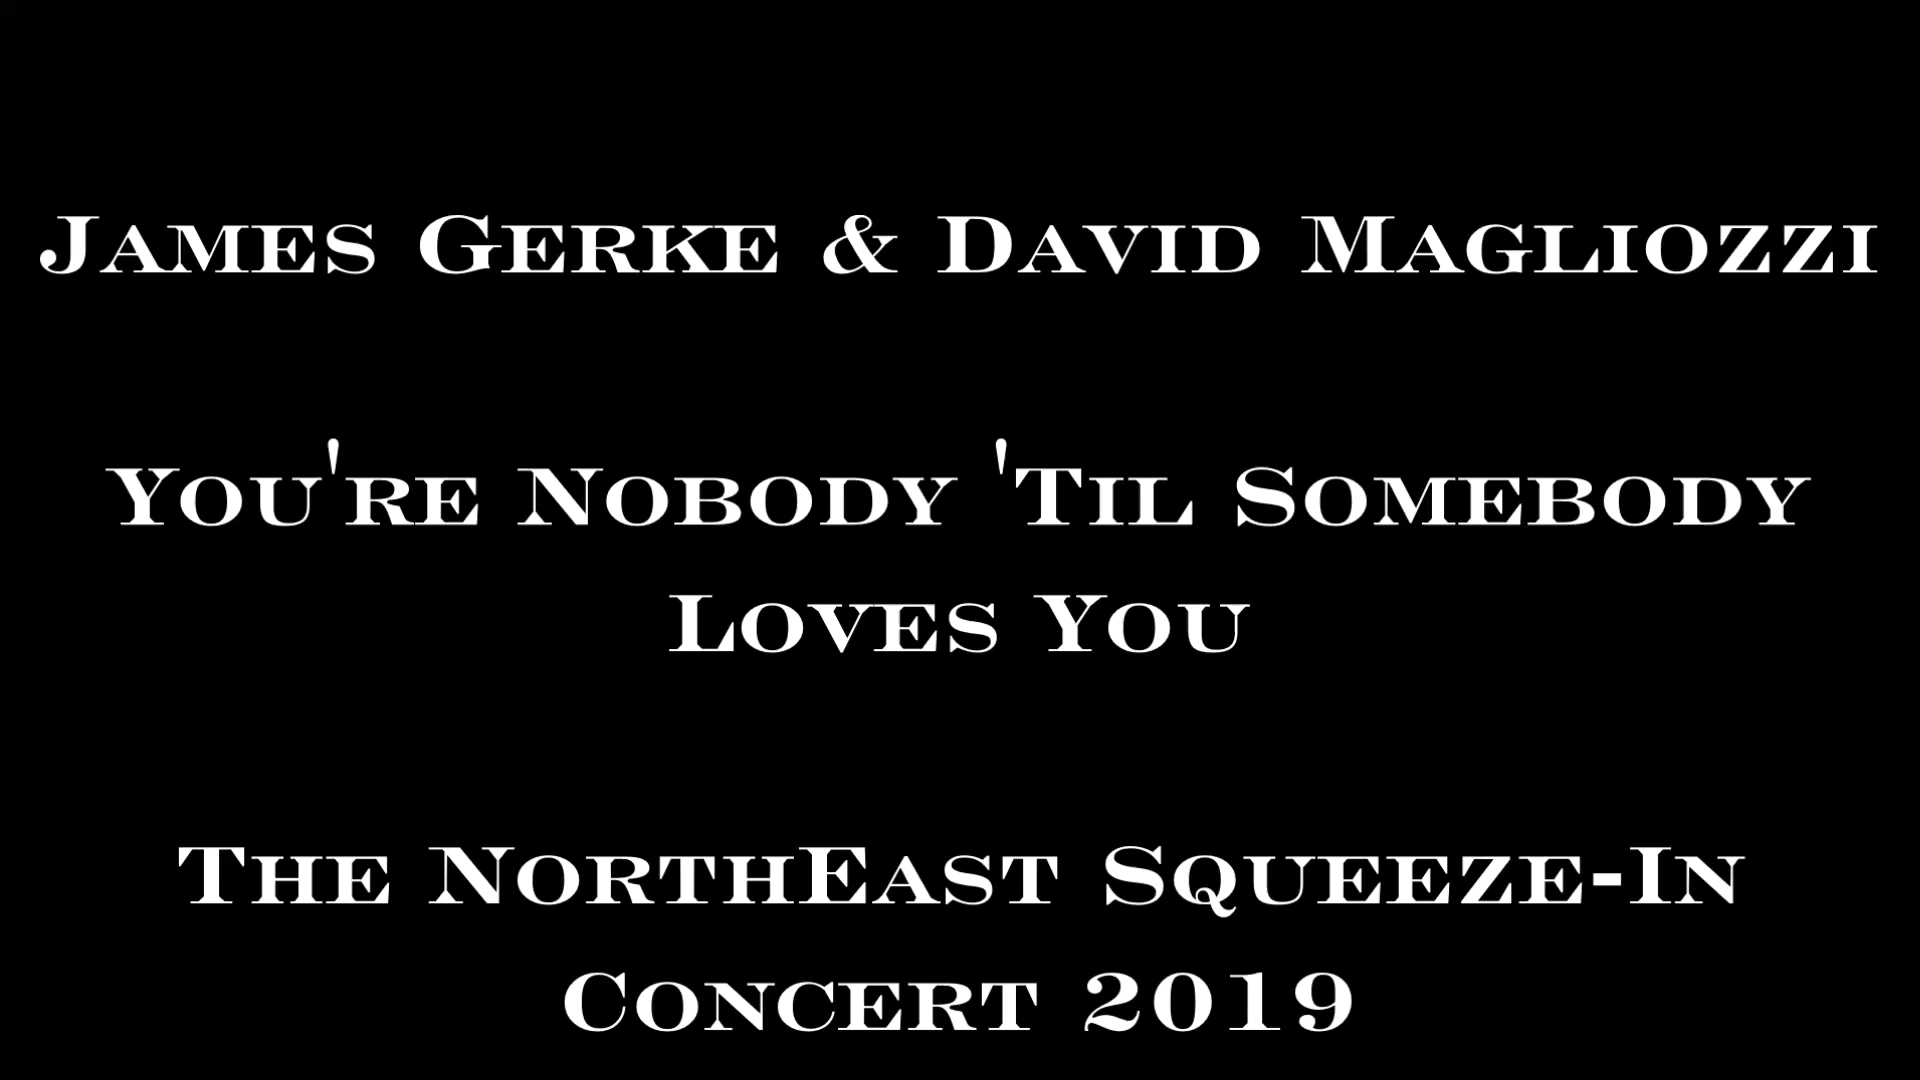 James Gerke & David Magliozzi
You're Nobody 'Til Somebody
Loves You
The NorthEast Squeeze-In
Concert 2019